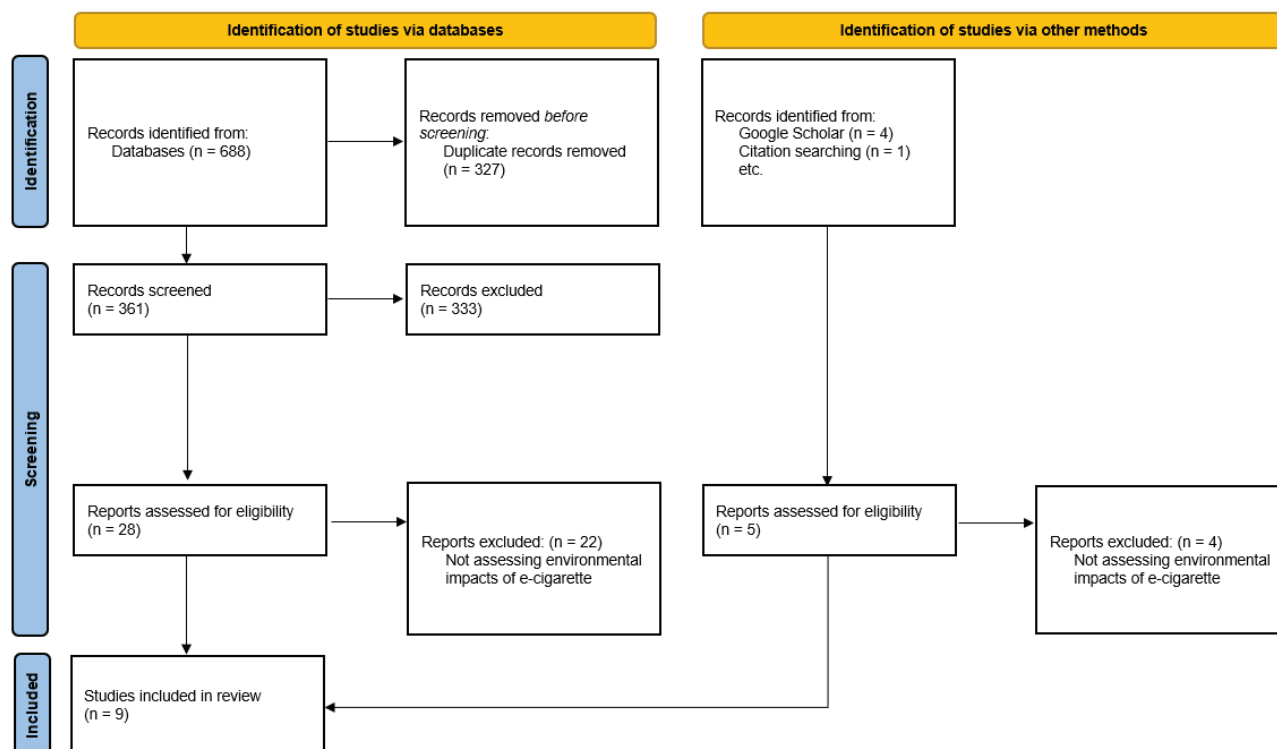 Identification of studies via databases
Identification of studies via other methods
Identification
Records identified from:
Databases (n = 688)
Records removed before
screening:
Duplicate records removed
(n = 327)
Records identified from:
Google Scholar (n = 4)
Citation searching (n = 1)
etc.
Screening
Records screened
(n = 361)
Records excluded
(n = 333)
Reports assessed for eligibility
(n = 28)
Reports excluded: (n = 22)
Not assessing environmental
impacts of e-cigarette
Reports assessed for eligibility
(n = 5)
Reports excluded: (n = 4)
Not assessing environmental
impacts of e-cigarette
Included
Studies included in review
(n = 9)